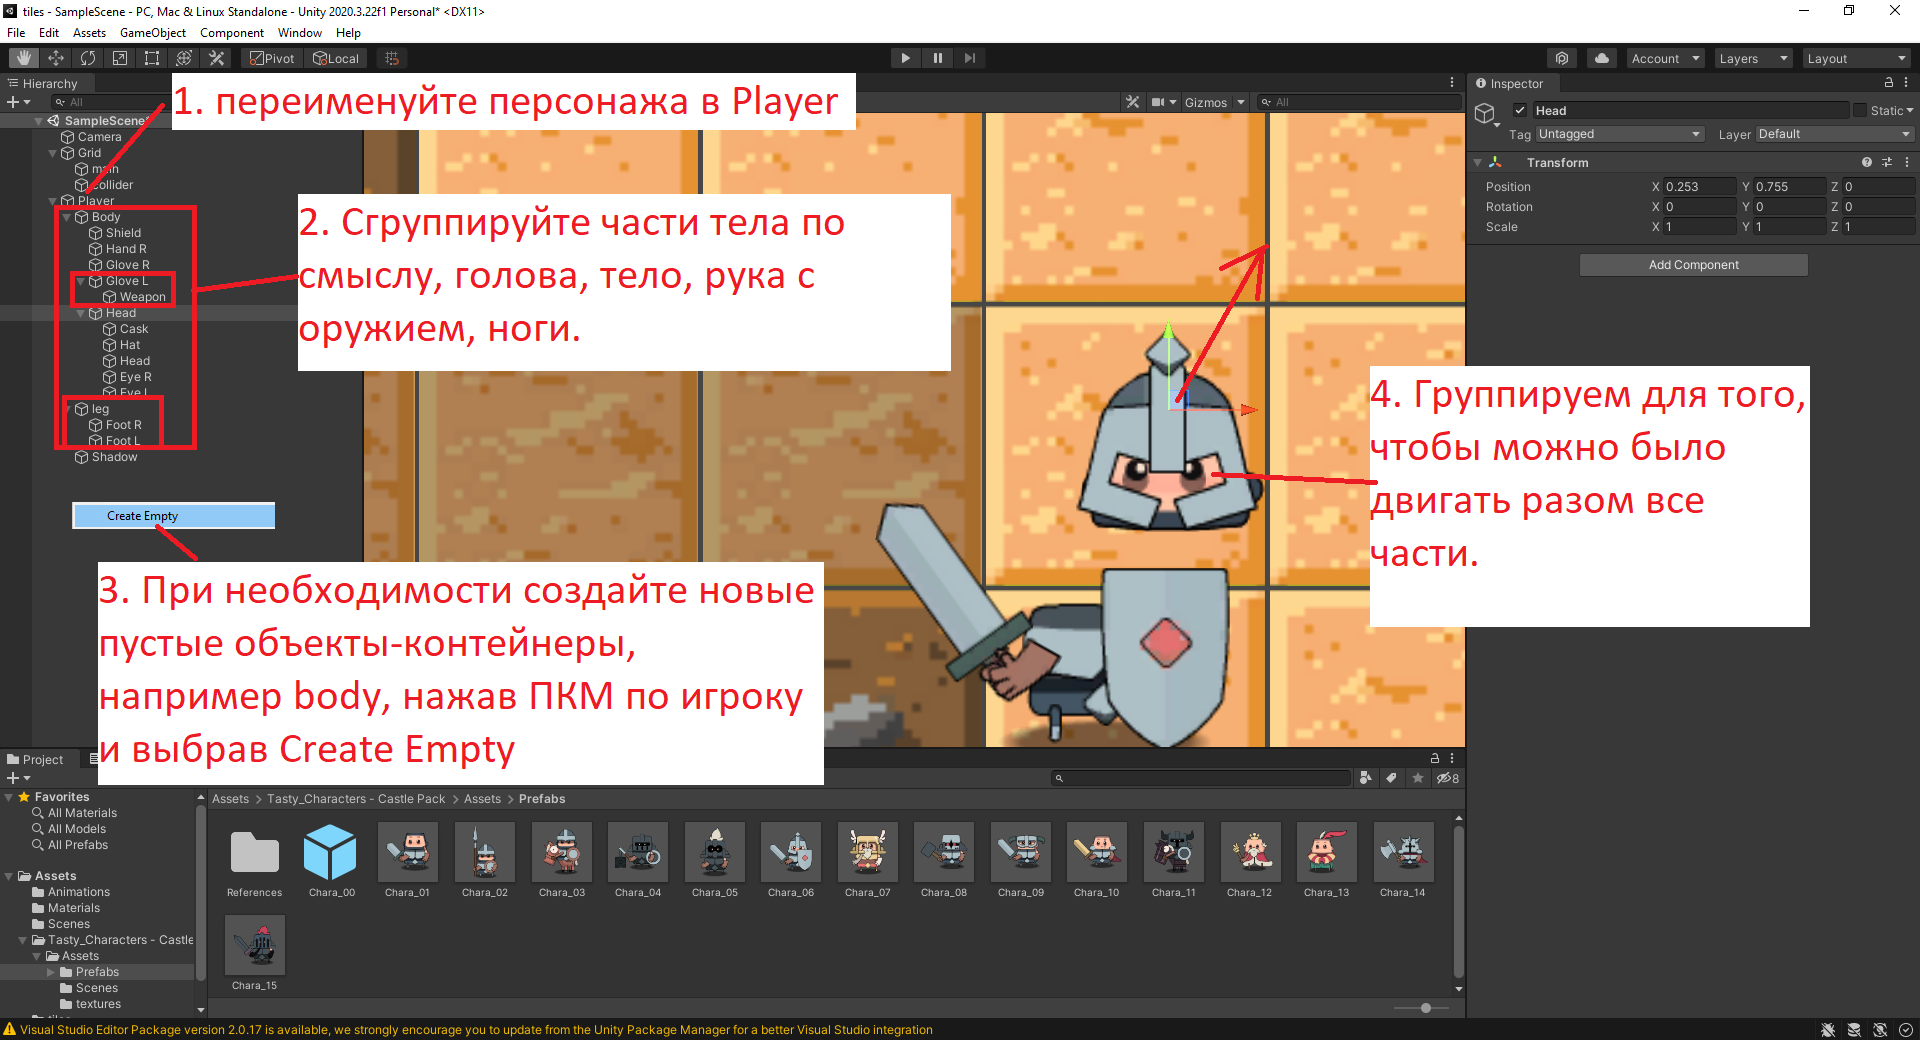 tiles - SampleScene - PC, Mac & Linux Standalone - Unity 2020.3.22f1 Personal* <DX11>
File Edit Assets GameObject Component Window Help
Pivot Local Account Layers Layout
Hierarchy
All
1. переименуйте персонажа в Player
Gizmos All
SampleScene*
Camera
Grid
main
collider
Player
Body
Shield
Hand R
Glove R
Glove L
Weapon
Head
Cask
Hat
Head
Eye R
Eye L
leg
Foot R
Foot L
Shadow
2. Сгруппируйте части тела по
смыслу, голова, тело, рука с
оружием, ноги.
Create Empty
3. При необходимости создайте новые
пустые объекты-контейнеры,
например body, нажав ПКМ по игроку
и выбрав Create Empty
4. Группируем для того,
чтобы можно было
двигать разом все
части.
Inspector
Head Static
Tag Untagged Layer Default
Transform
Position X 0.253 Y 0.755 Z 0
Rotation X 0 Y 0 Z 0
Scale X 1 Y 1 Z 1
Add Component
Project
8
Favorites
All Materials
All Models
All Prefabs
Assets
Animations
Materials
Scenes
Tasty_Characters - Castle
Assets
Prefabs
Scenes
textures
Assets > Tasty_Characters - Castle Pack > Assets > Prefabs
References Chara_00 Chara_01 Chara_02 Chara_03 Chara_04 Chara_05 Chara_06 Chara_07 Chara_08 Chara_09 Chara_10 Chara_11 Chara_12 Chara_13 Chara_14
Chara_15
Visual Studio Editor Package version 2.0.17 is available, we strongly encourage you to update from the Unity Package Manager for a better Visual Studio integration